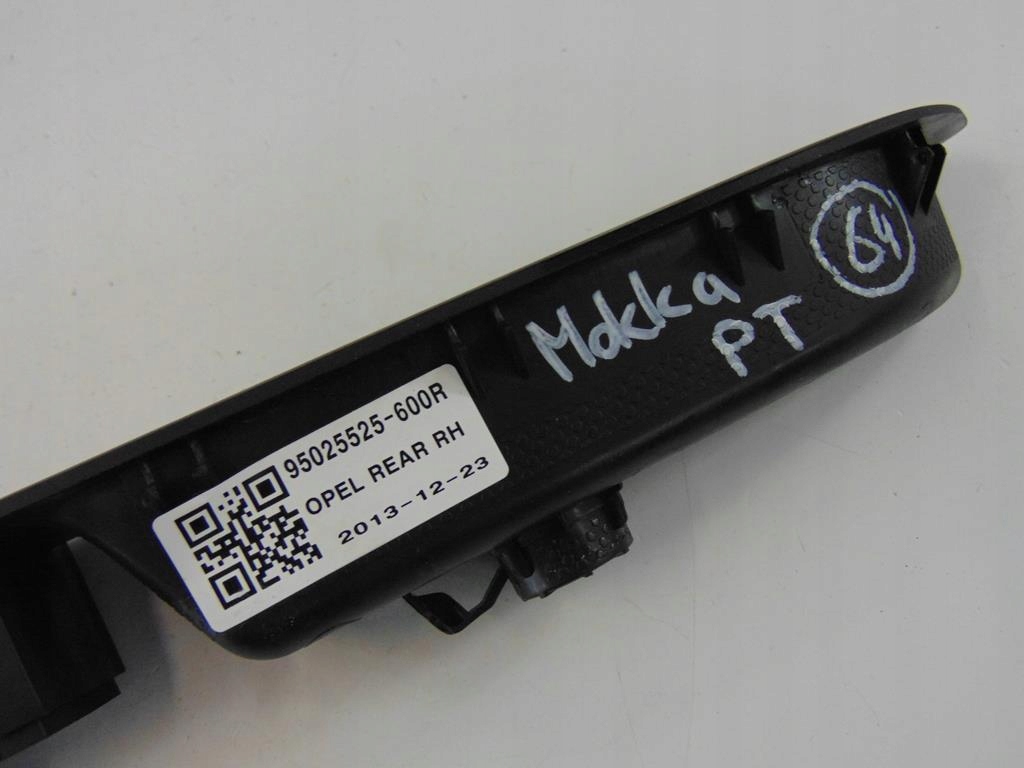 95025525-600R
OPEL REAR RH
2013-12-23
Mokka
PT
64